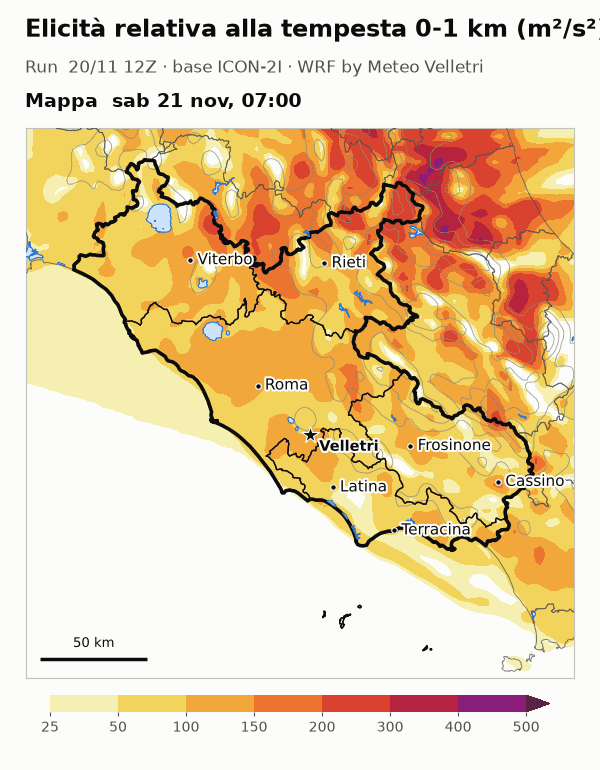 Elicità relativa alla tempesta 0-1 km (m²/s²)
Run 20/11 12Z · base ICON-2I · WRF by Meteo Velletri
Mappa sab 21 nov, 07:00
Viterbo
Rieti
Roma
Velletri
Frosinone
Cassino
Latina
Terracina
50 km
25 50 100 150 200 300 400 500